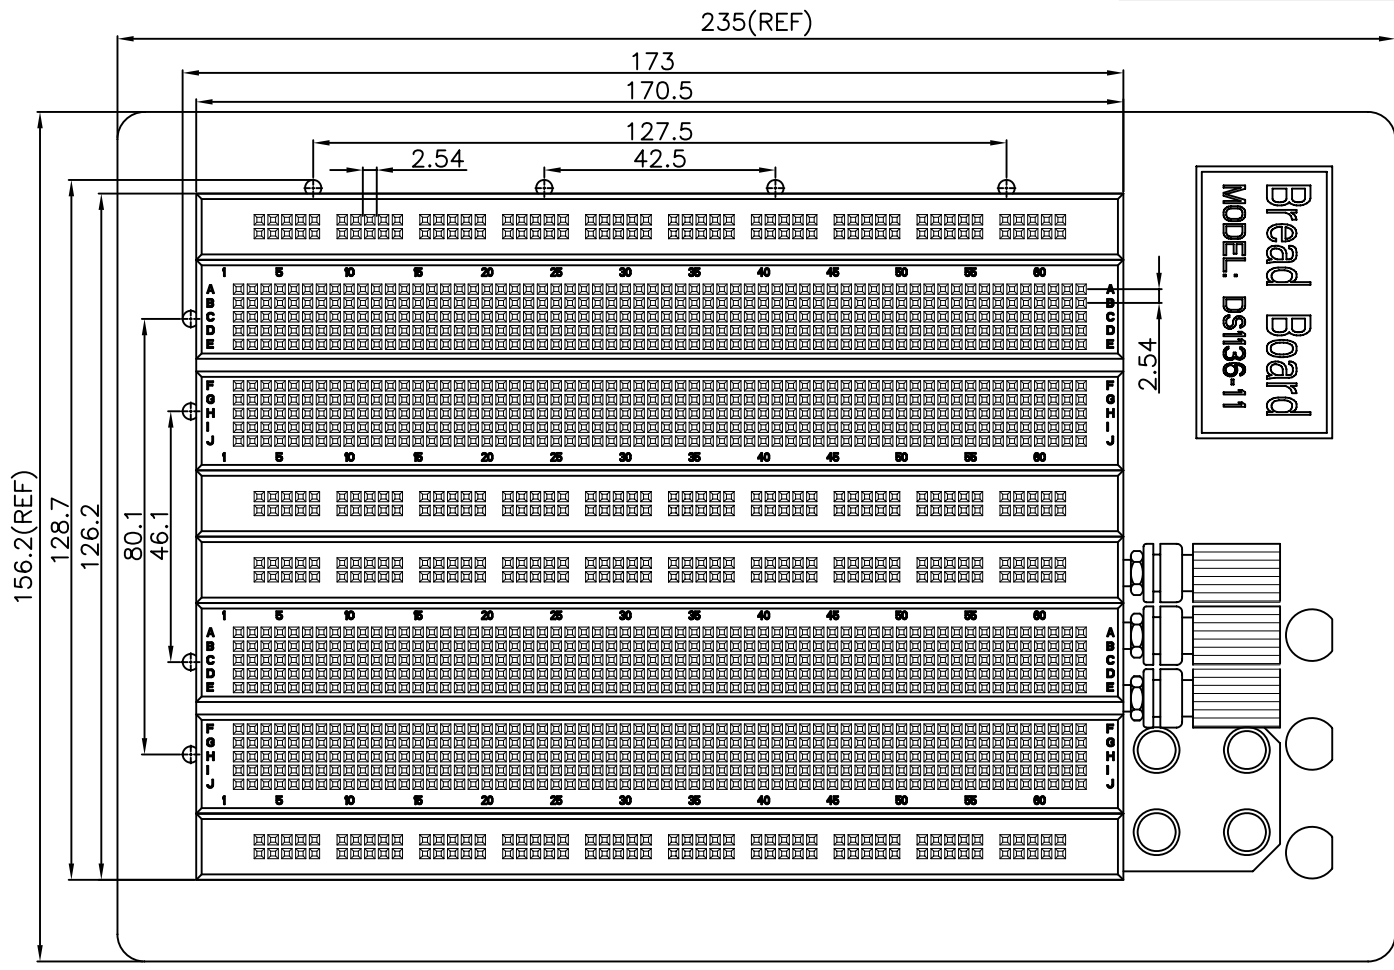 235(REF)
173
170.5
127.5
2.54
42.5
1 5 10 15 20 25 30 35 40 45 50 55 60
A A
B B
C C
D D
E E
2.54
F F
G G
H H
I I
J J
1 5 10 15 20 25 30 35 40 45 50 55 60
156.2(REF)
128.7
126.2
80.1
46.1
1 5 10 15 20 25 30 35 40 45 50 55 60
A A
B B
C C
D D
E E
F F
G G
H H
I I
J J
1 5 10 15 20 25 30 35 40 45 50 55 60
Bread Board
MODEL: DS1136-11